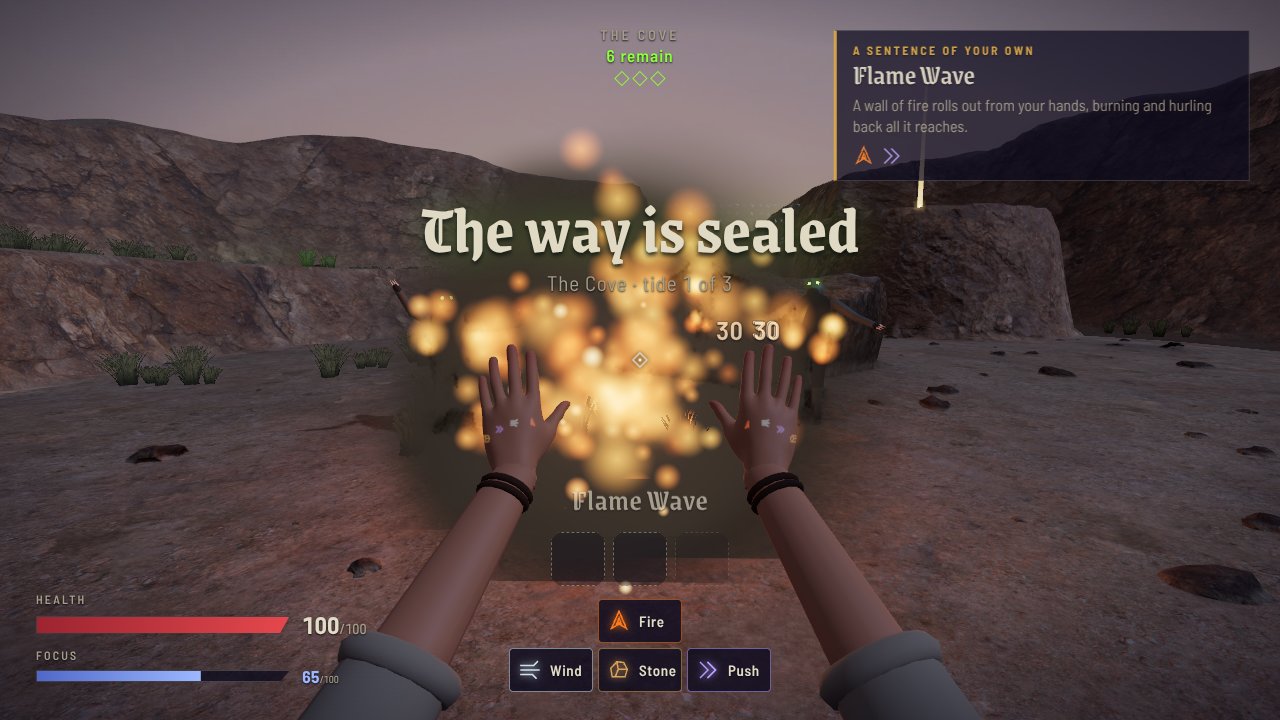 THE COVE
6 remain
A SENTENCE OF YOUR OWN
Flame Wave
A wall of fire rolls out from your hands, burning and hurling
back all it reaches.
The way is sealed
The Cove · tide 1 of 3
30 30
Flame Wave
HEALTH
100/100
FOCUS
65/100
Fire
Wind
Stone
Push